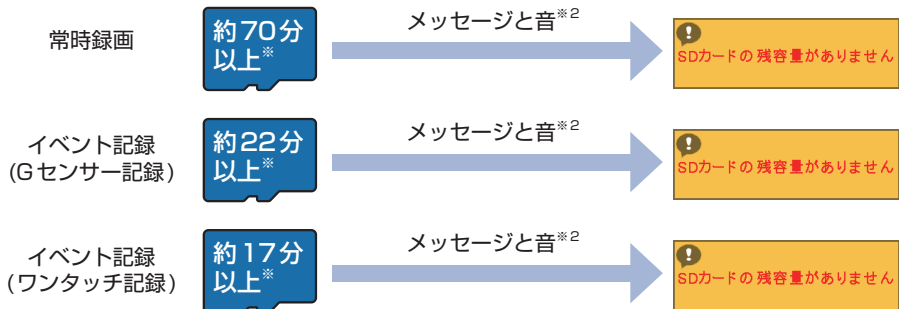 常時録画
約70分
以上※
メッセージと音※2
SDカードの残容量がありません
イベント記録
(Gセンサー記録)
約22分
以上※
メッセージと音※2
SDカードの残容量がありません
イベント記録
(ワンタッチ記録)
約17分
以上※
メッセージと音※2
SDカードの残容量がありません